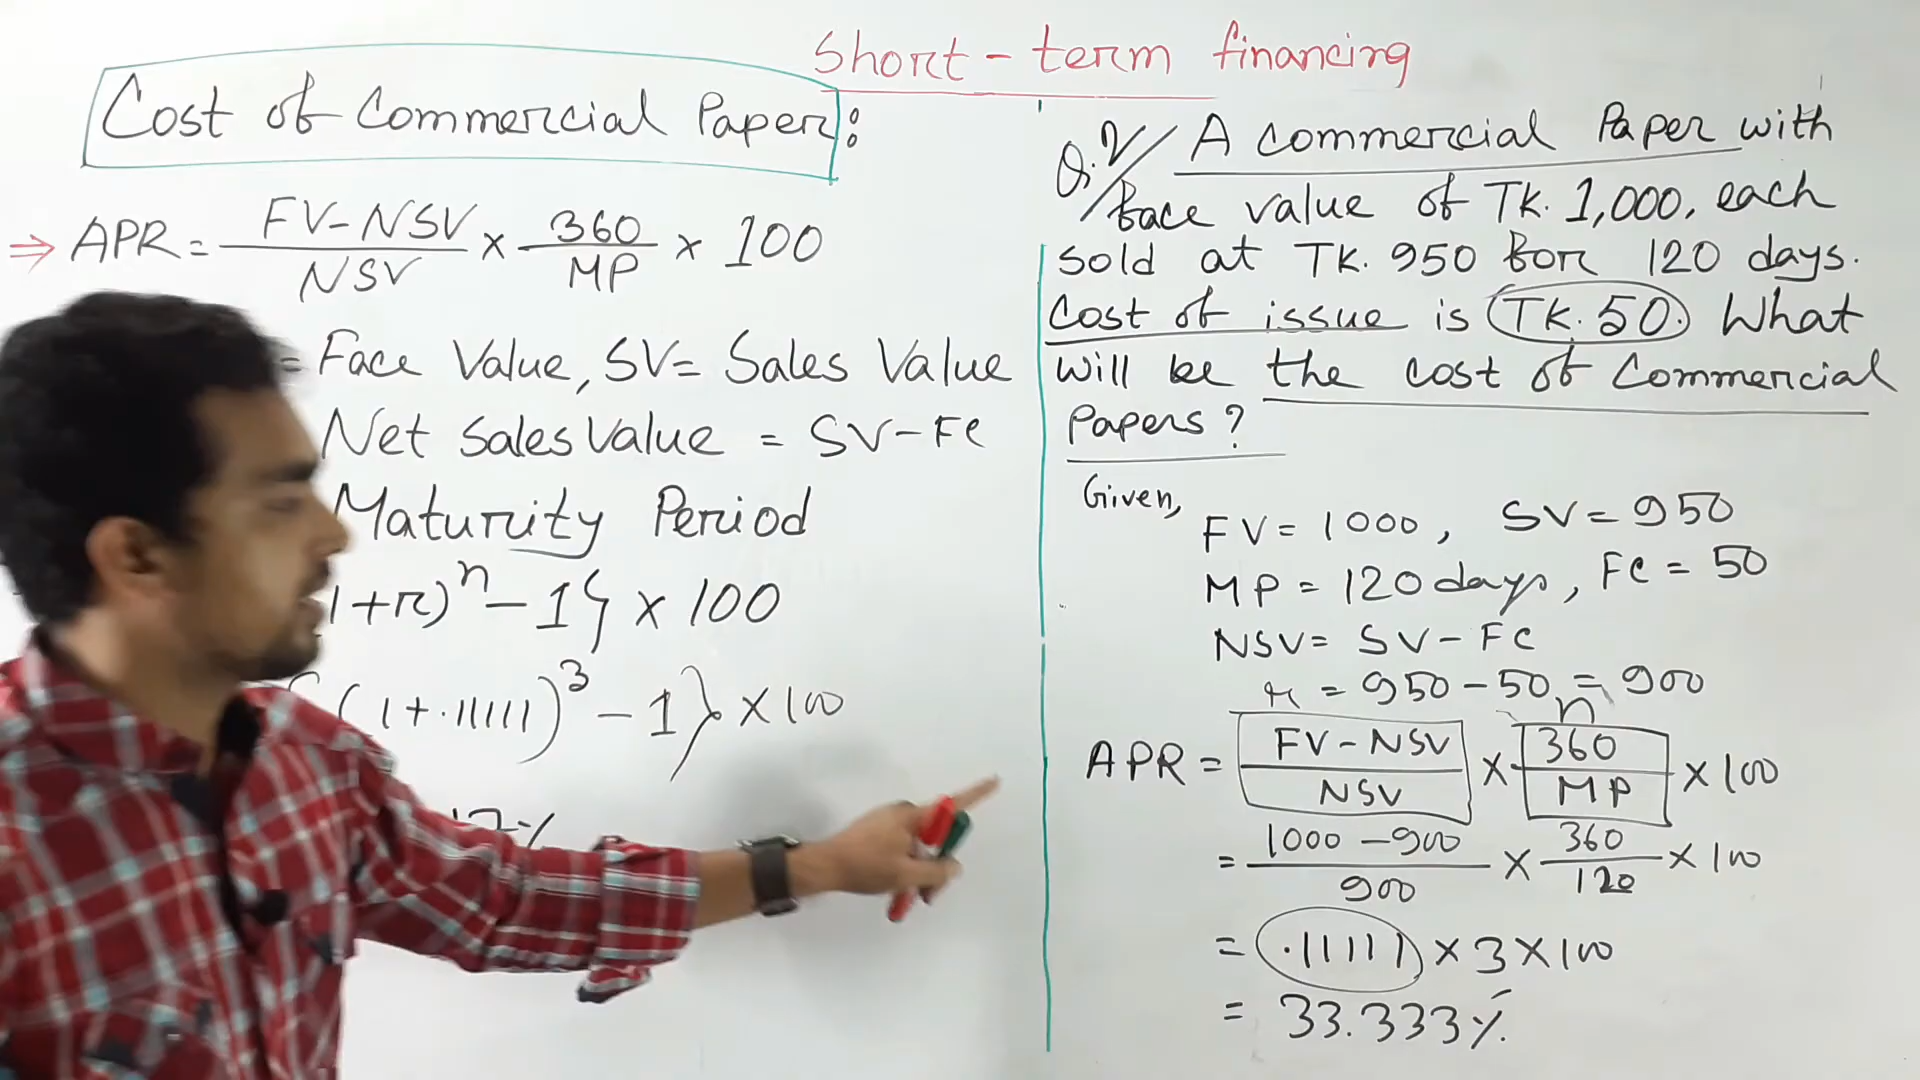 Short-term financing
Cost of Commercial Paper:
⇒ APR = FV-NSV / NSV × 360 / MP × 100
= Face Value, SV= Sales Value
Net Sales Value = SV-FC
Maturity Period
1+r)^n - 1} × 100
{(1+.11111)^3 - 1} × 100
17%
Q.2/ A commercial Paper with
face value of TK. 1,000, each
sold at TK. 950 for 120 days.
Cost of issue is TK. 50. What
will be the cost of Commercial
Papers?
Given,
FV = 1000, SV = 950
MP = 120 days, FC = 50
NSV = SV - FC
= 950 - 50 = 900
r n
APR = FV-NSV / NSV × 360 / MP × 100
= 1000 - 900 / 900 × 360 / 120 × 100
= .11111 × 3 × 100
= 33.333%